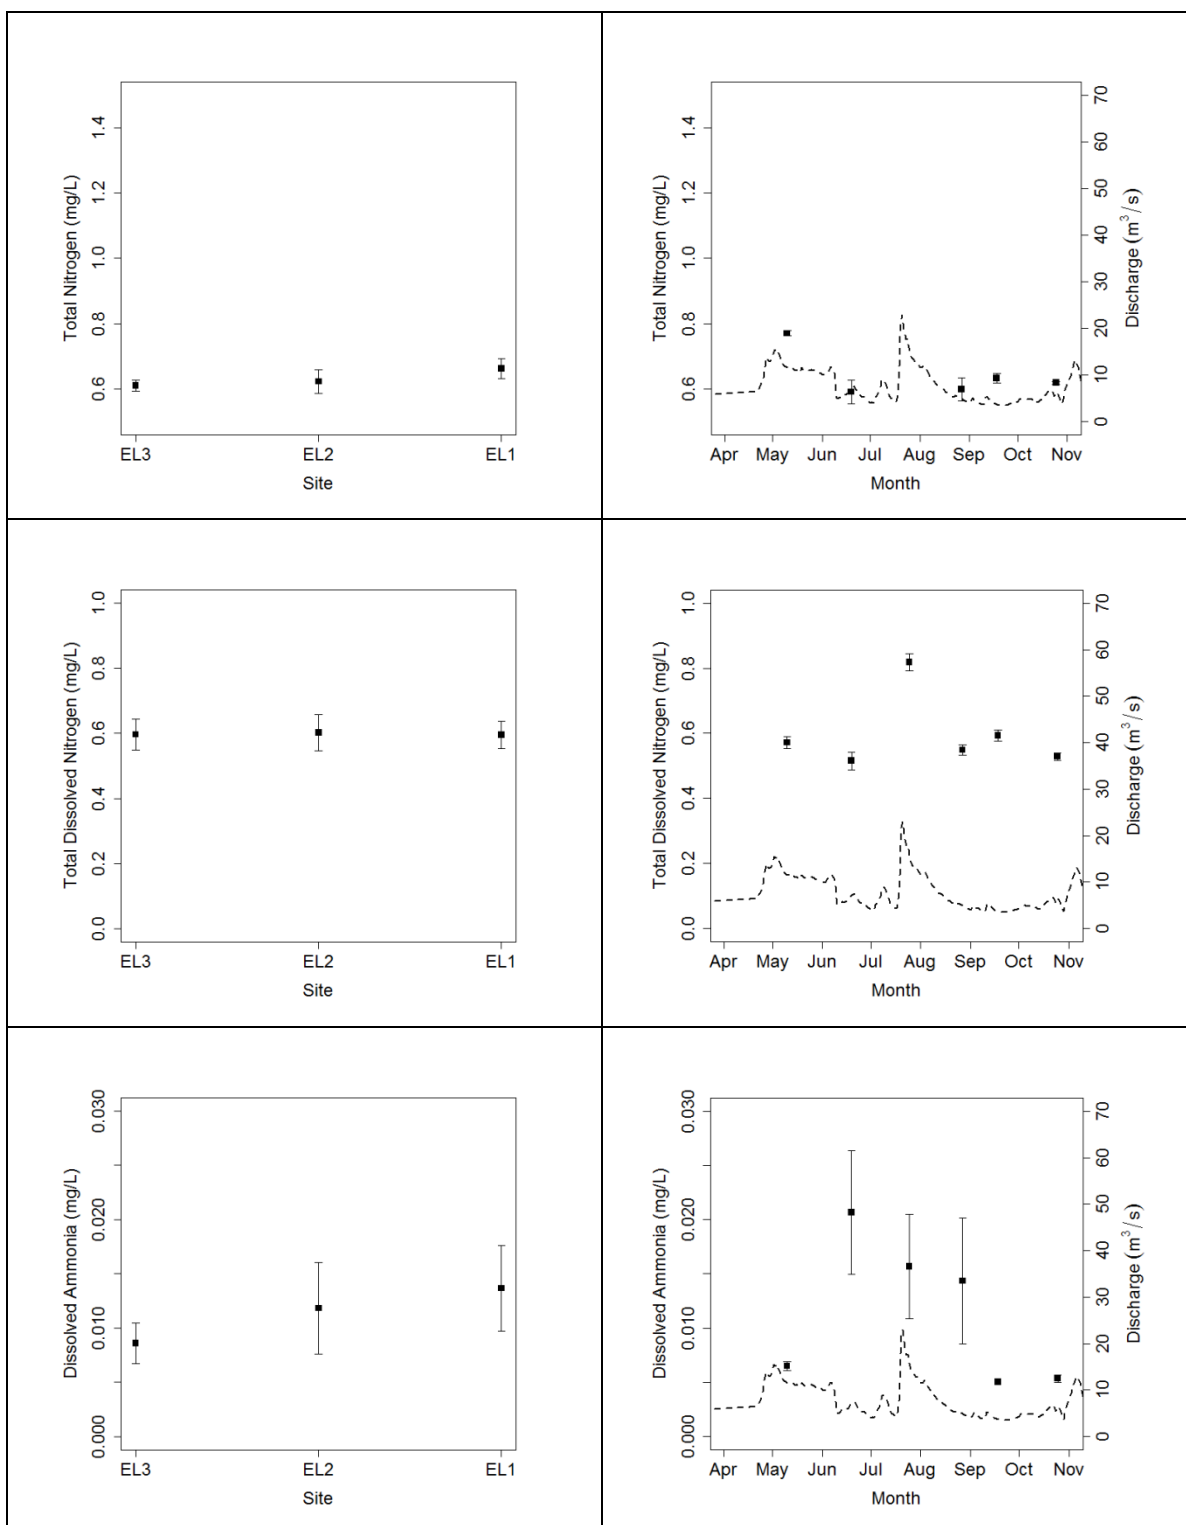 1.4
1.2
1.0
0.8
0.6
Total Nitrogen (mg/L)
EL3 EL2 EL1
Site
1.4
1.2
1.0
0.8
0.6
Total Nitrogen (mg/L)
70
60
50
40
30
20
10
0
Discharge (m³/s)
Apr May Jun Jul Aug Sep Oct Nov
Month
1.0
0.8
0.6
0.4
0.2
0.0
Total Dissolved Nitrogen (mg/L)
EL3 EL2 EL1
Site
1.0
0.8
0.6
0.4
0.2
0.0
Total Dissolved Nitrogen (mg/L)
70
60
50
40
30
20
10
0
Discharge (m³/s)
Apr May Jun Jul Aug Sep Oct Nov
Month
0.030
0.020
0.010
0.000
Dissolved Ammonia (mg/L)
EL3 EL2 EL1
Site
0.030
0.020
0.010
0.000
Dissolved Ammonia (mg/L)
70
60
50
40
30
20
10
0
Discharge (m³/s)
Apr May Jun Jul Aug Sep Oct Nov
Month